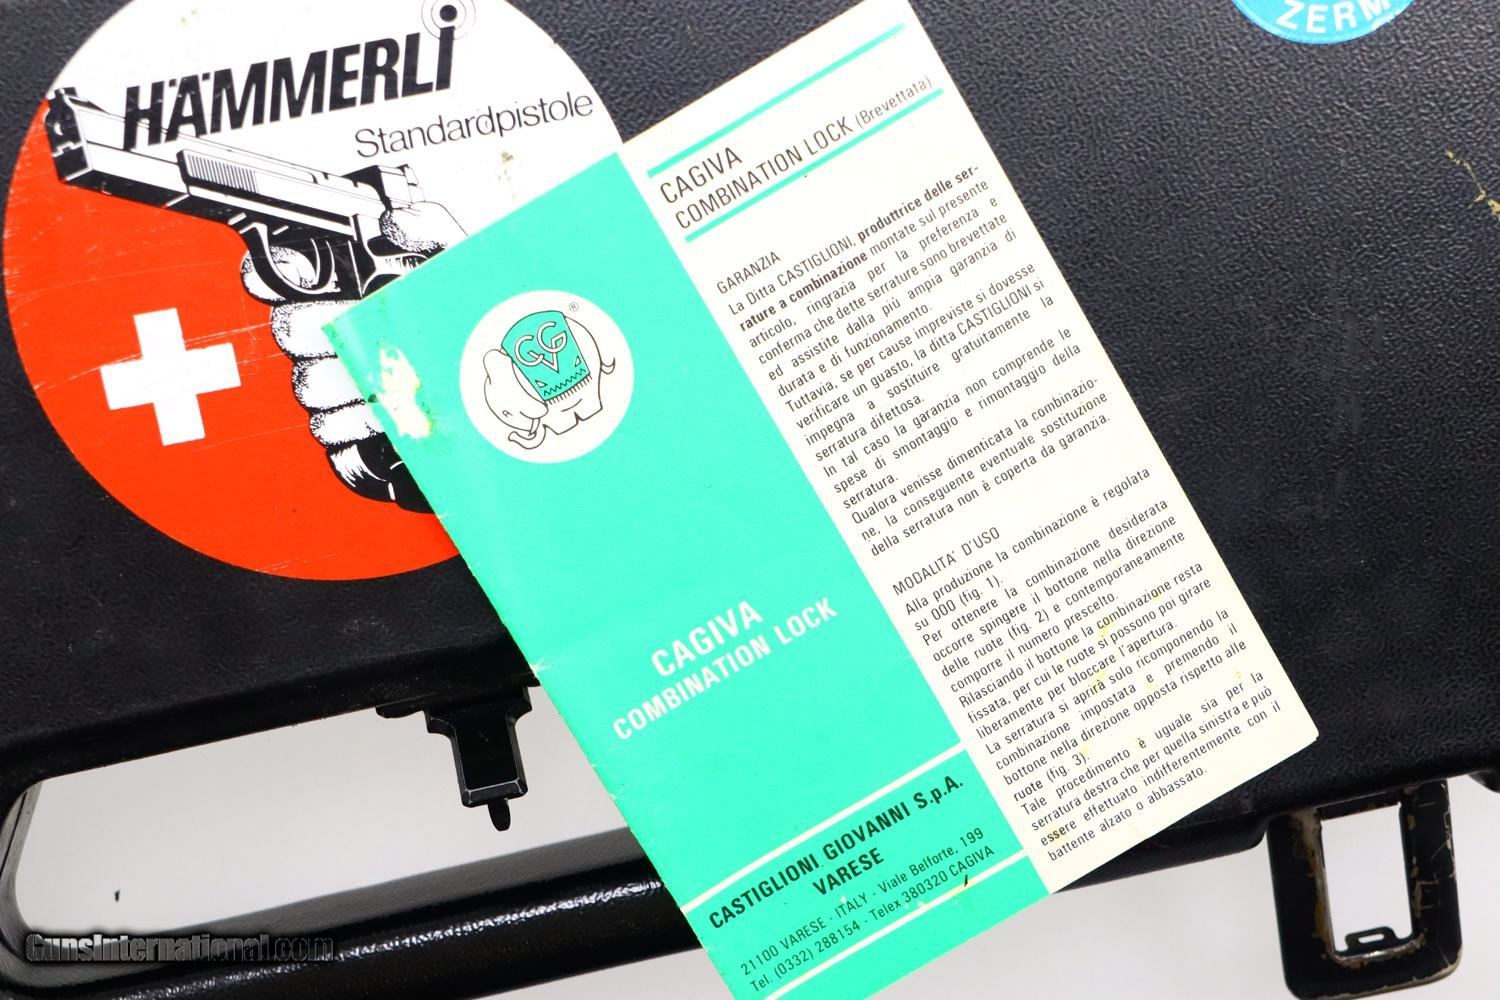 HÄMMERLI
Standardpistole
ZERM
CGVG
®
CAGIVA
COMBINATION LOCK
CASTIGLIONI GIOVANNI S.p.A.
VARESE
21100 VARESE - ITALY - Viale Belforte, 199
Tel. (0332) 288154 - Telex 380320 CAGIVA
CAGIVA
COMBINATION LOCK (Brevettata)
GARANZIA
La Ditta CASTIGLIONI, produttrice delle ser-
rature a combinazione montate sul presente
articolo, ringrazia per la preferenza e
conferma che dette serrature sono brevettate
ed assistite dalla più ampia garanzia di
durata e di funzionamento.
Tuttavia, se per cause impreviste si dovesse
verificare un guasto, la ditta CASTIGLIONI si
impegna a sostituire gratuitamente la
serratura difettosa.
In tal caso la garanzia non comprende le
spese di smontaggio e rimontaggio della
serratura.
Qualora venisse dimenticata la combinazio-
ne, la conseguente eventuale sostituzione
della serratura non è coperta da garanzia.
MODALITA' D'USO
Alla produzione la combinazione è regolata
su 000 (fig. 1).
Per ottenere la combinazione desiderata
occorre spingere il bottone nella direzione
delle ruote (fig. 2) e contemporaneamente
comporre il numero prescelto.
Rilasciando il bottone la combinazione resta
fissata, per cui le ruote si possono poi girare
liberamente per bloccare l'apertura.
La serratura si aprirà solo ricomponendo la
combinazione impostata e premendo il
bottone nella direzione opposta rispetto alle
ruote (fig. 3).
Tale procedimento è uguale sia per la
serratura destra che per quella sinistra e può
essere effettuato indifferentemente con il
battente alzato o abbassato.
GunsInternational.com